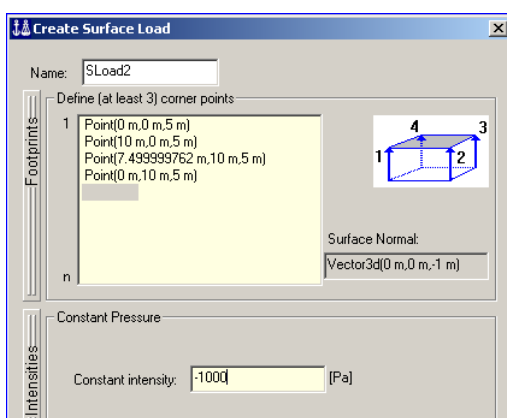 Create Surface Load
Name: SLoad2
Define (at least 3) corner points
Footprints
1 Point(0 m,0 m,5 m)
Point(10 m,0 m,5 m)
Point(7.499999762 m,10 m,5 m)
Point(0 m,10 m,5 m)
n
4 3
1 2
Surface Normal:
Vector3d(0 m,0 m,-1 m)
Intensities
Constant Pressure
Constant intensity: -1000 [Pa]